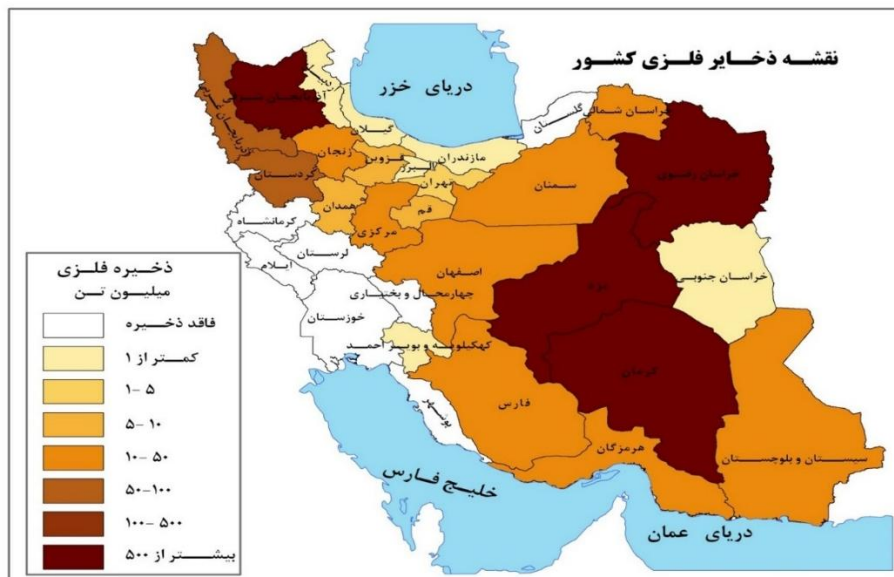 نقشه ذخایر فلزی کشور
دریای خزر
آذربایجان شرقی
گیلان
گلستان
خراسان شمالی
خراسان رضوی
مازندران
زنجان
قزوین
البرز
تهران
سمنان
کردستان
همدان
قم
مرکزی
کرمانشاه
لرستان
ایلام
اصفهان
یزد
خراسان جنوبی
چهارمحال و بختیاری
خوزستان
کهکیلویه و بویر احمد
کرمان
فارس
بوشهر
هرمزگان
سیستان و بلوچستان
خلیج فارس
دریای عمان
ذخیره فلزی
میلیون تن
فاقد ذخیره
کمتر از ۱
۱-۵
۵-۱۰
۱۰-۵۰
۵۰-۱۰۰
۱۰۰-۵۰۰
بیشتر از ۵۰۰